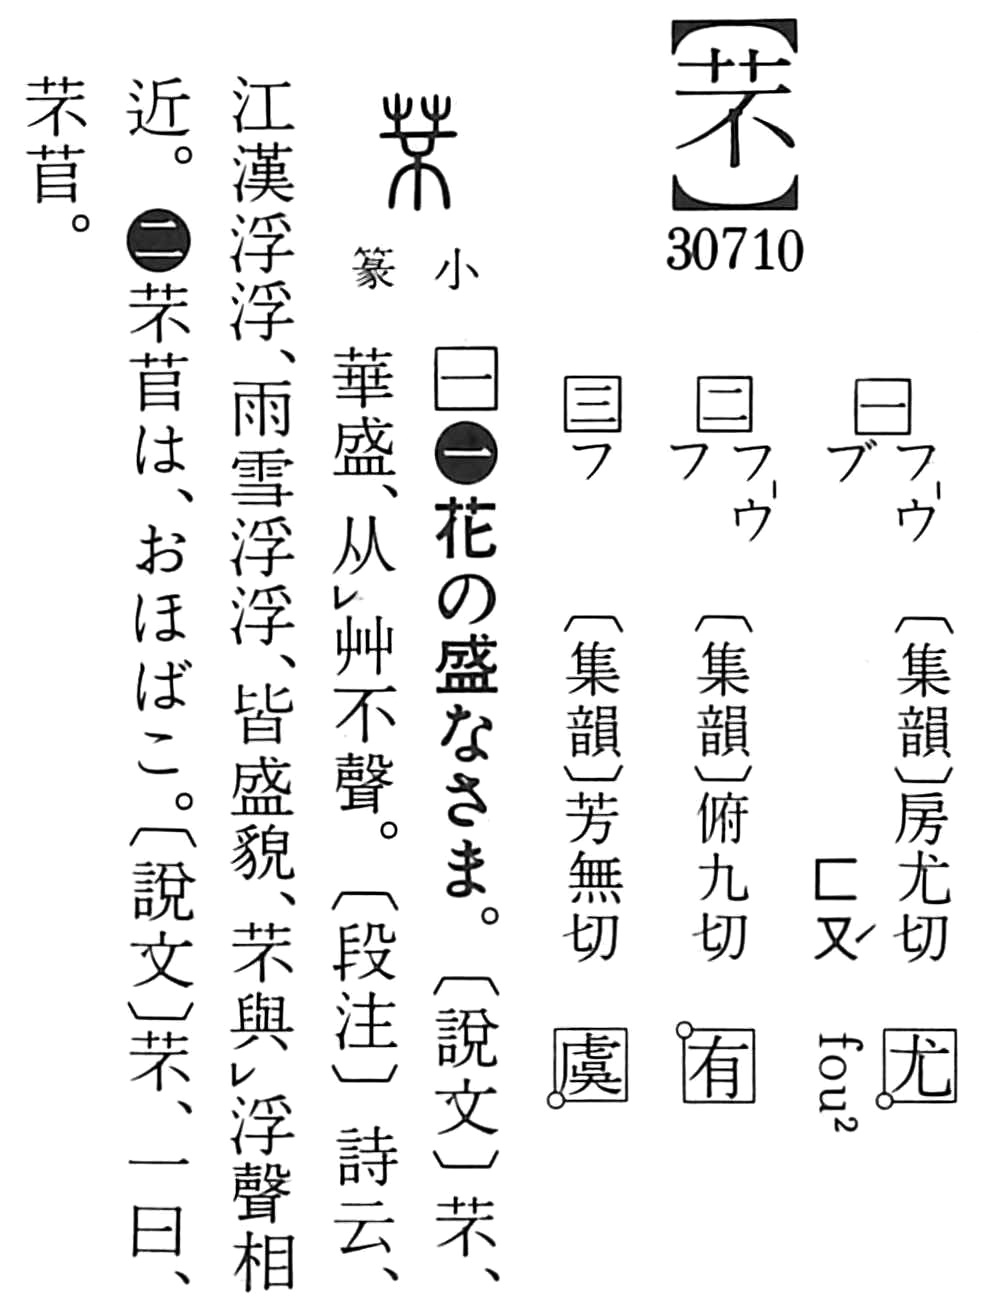 【芣】30710
一 フ-ウ ブ 〔集韻〕房尤切 ㄈㄡˊ 尤 fou²
二 フ-ウ フ 〔集韻〕俯九切 有
三 フ 〔集韻〕芳無切 虞
小篆
一 ㊀花の盛なさま。〔說文〕芣、
華盛、从レ艸不聲。〔段注〕詩云、
江漢浮浮、雨雪浮浮、皆盛貌、芣與レ浮聲相
近。㊁芣苢は、おほばこ。〔說文〕芣、一曰、
芣苢。